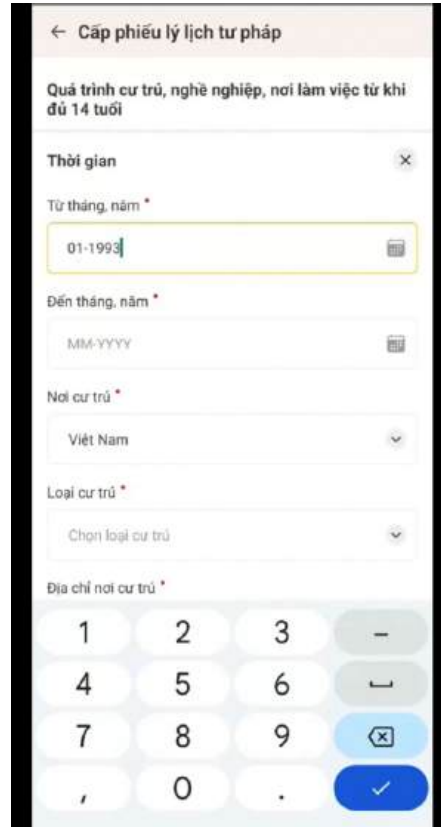 ← Cấp phiếu lý lịch tư pháp
Quá trình cư trú, nghề nghiệp, nơi làm việc từ khi
đủ 14 tuổi
Thời gian
Từ tháng, năm *
01-1993
Đến tháng, năm *
MM-YYYY
Nơi cư trú *
Việt Nam
Loại cư trú *
Chọn loại cư trú
Địa chỉ nơi cư trú *
1 2 3 –
4 5 6
7 8 9
, 0 .